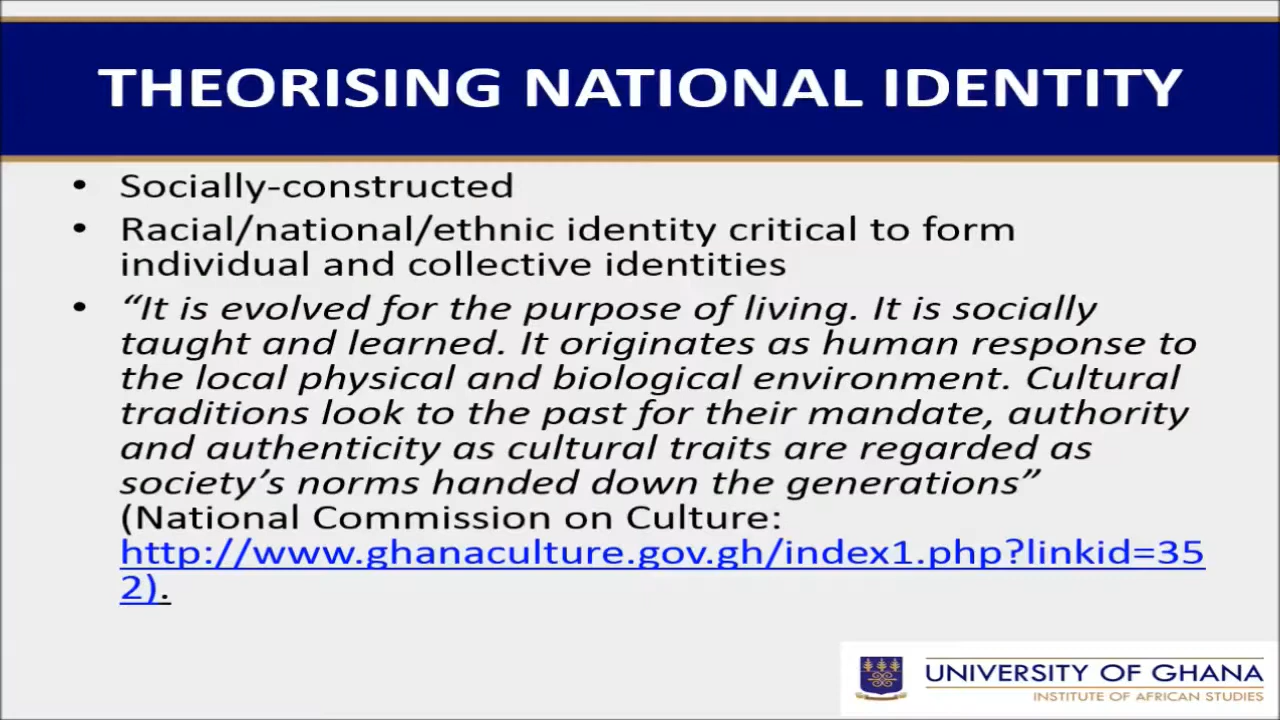 THEORISING NATIONAL IDENTITY
• Socially-constructed
• Racial/national/ethnic identity critical to form
individual and collective identities
• “It is evolved for the purpose of living. It is socially
taught and learned. It originates as human response to
the local physical and biological environment. Cultural
traditions look to the past for their mandate, authority
and authenticity as cultural traits are regarded as
society’s norms handed down the generations”
(National Commission on Culture:
http://www.ghanaculture.gov.gh/index1.php?linkid=35
2).
UNIVERSITY OF GHANA
INSTITUTE OF AFRICAN STUDIES